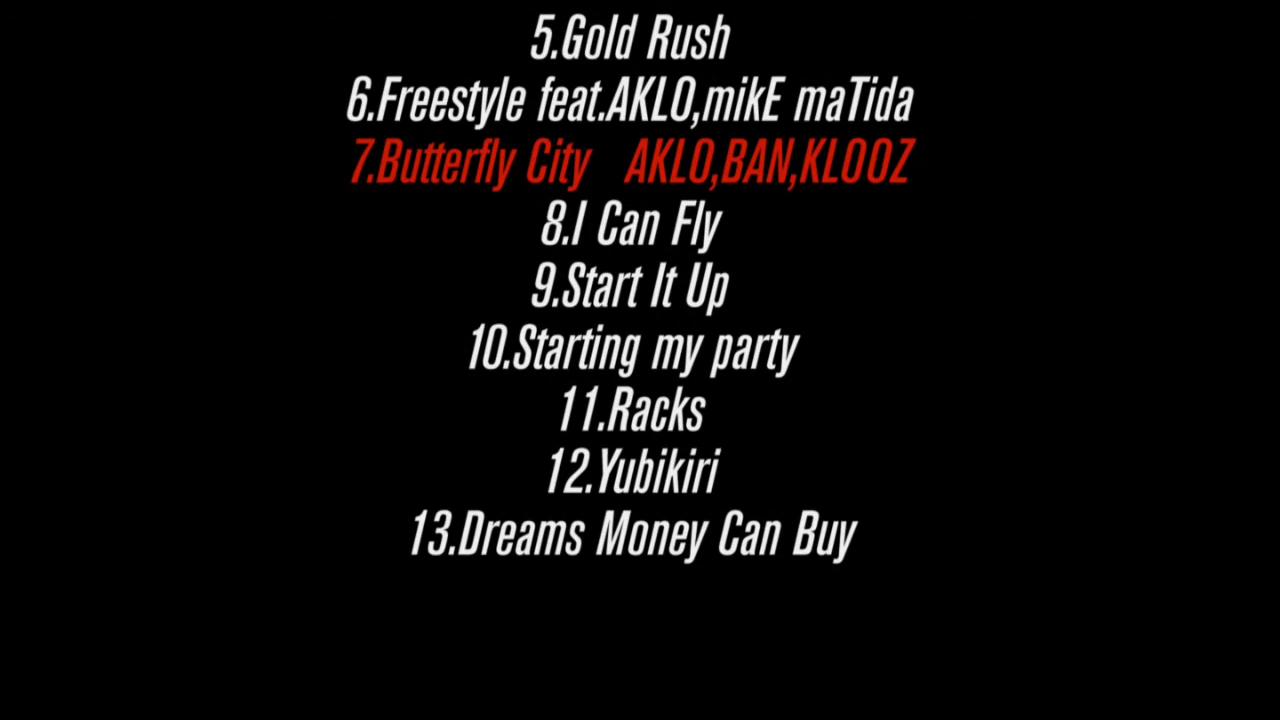 5.Gold Rush
6.Freestyle feat.AKLO,mikE maTida
7.Butterfly City AKLO,BAN,KLOOZ
8.I Can Fly
9.Start It Up
10.Starting my party
11.Racks
12.Yubikiri
13.Dreams Money Can Buy